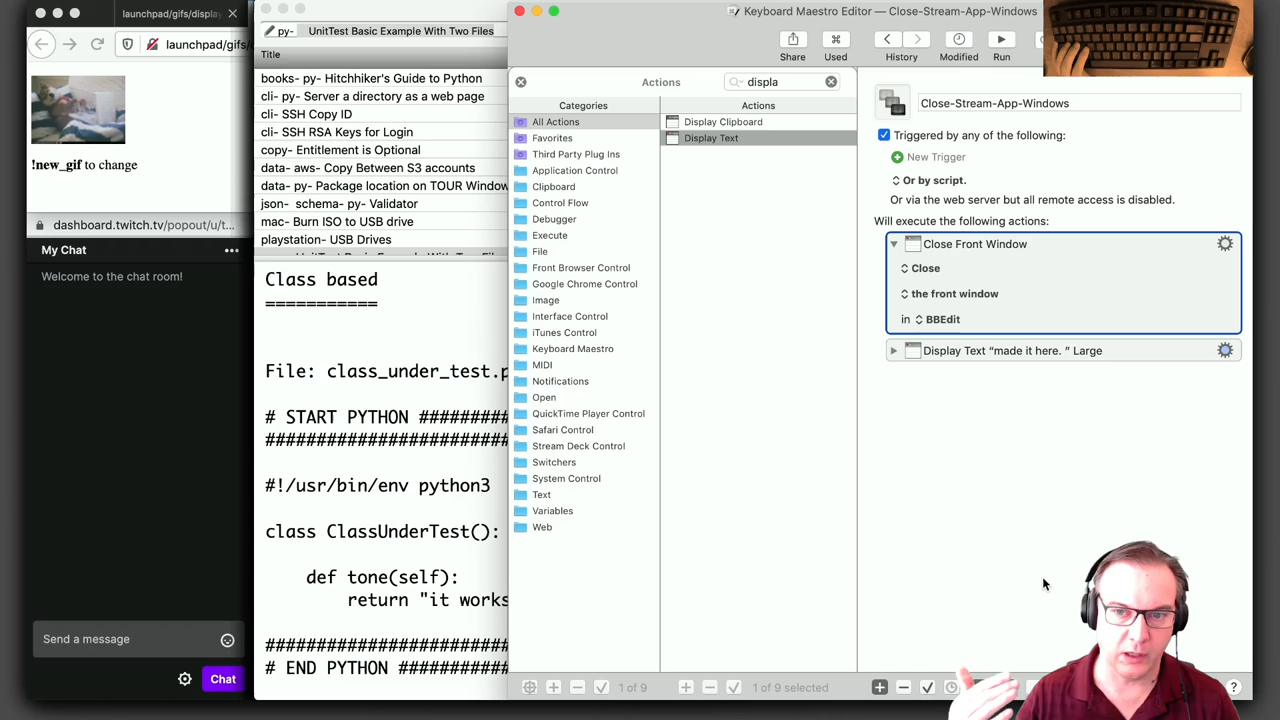 launchpad/gifs/display
launchpad/gifs/
!new_gif to change
dashboard.twitch.tv/popout/u/t...
My Chat
Welcome to the chat room!
Send a message
Chat
py-
UnitTest Basic Example With Two Files
Title
books- py- Hitchhiker's Guide to Python
cli- py- Server a directory as a web page
cli- SSH Copy ID
cli- SSH RSA Keys for Login
copy- Entitlement is Optional
data- aws- Copy Between S3 accounts
data- py- Package location on TOUR Window
json- schema- py- Validator
mac- Burn ISO to USB drive
playstation- USB Drives
Class based
===========
File: class_under_test.p
# START PYTHON #########
########################
#!/usr/bin/env python3
class ClassUnderTest():
def tone(self):
return "it works
########################
# END PYTHON ###########
Keyboard Maestro Editor — Close-Stream-App-Windows
Share
Used
History
Modified
Run
Actions
displa
Categories
All Actions
Favorites
Third Party Plug Ins
Application Control
Clipboard
Control Flow
Debugger
Execute
File
Front Browser Control
Google Chrome Control
Image
Interface Control
iTunes Control
Keyboard Maestro
MIDI
Notifications
Open
QuickTime Player Control
Safari Control
Stream Deck Control
Switchers
System Control
Text
Variables
Web
1 of 9
Actions
Display Clipboard
Display Text
1 of 9 selected
Close-Stream-App-Windows
Triggered by any of the following:
New Trigger
Or by script.
Or via the web server but all remote access is disabled.
Will execute the following actions:
Close Front Window
Close
the front window
in BBEdit
Display Text “made it here. ” Large
?